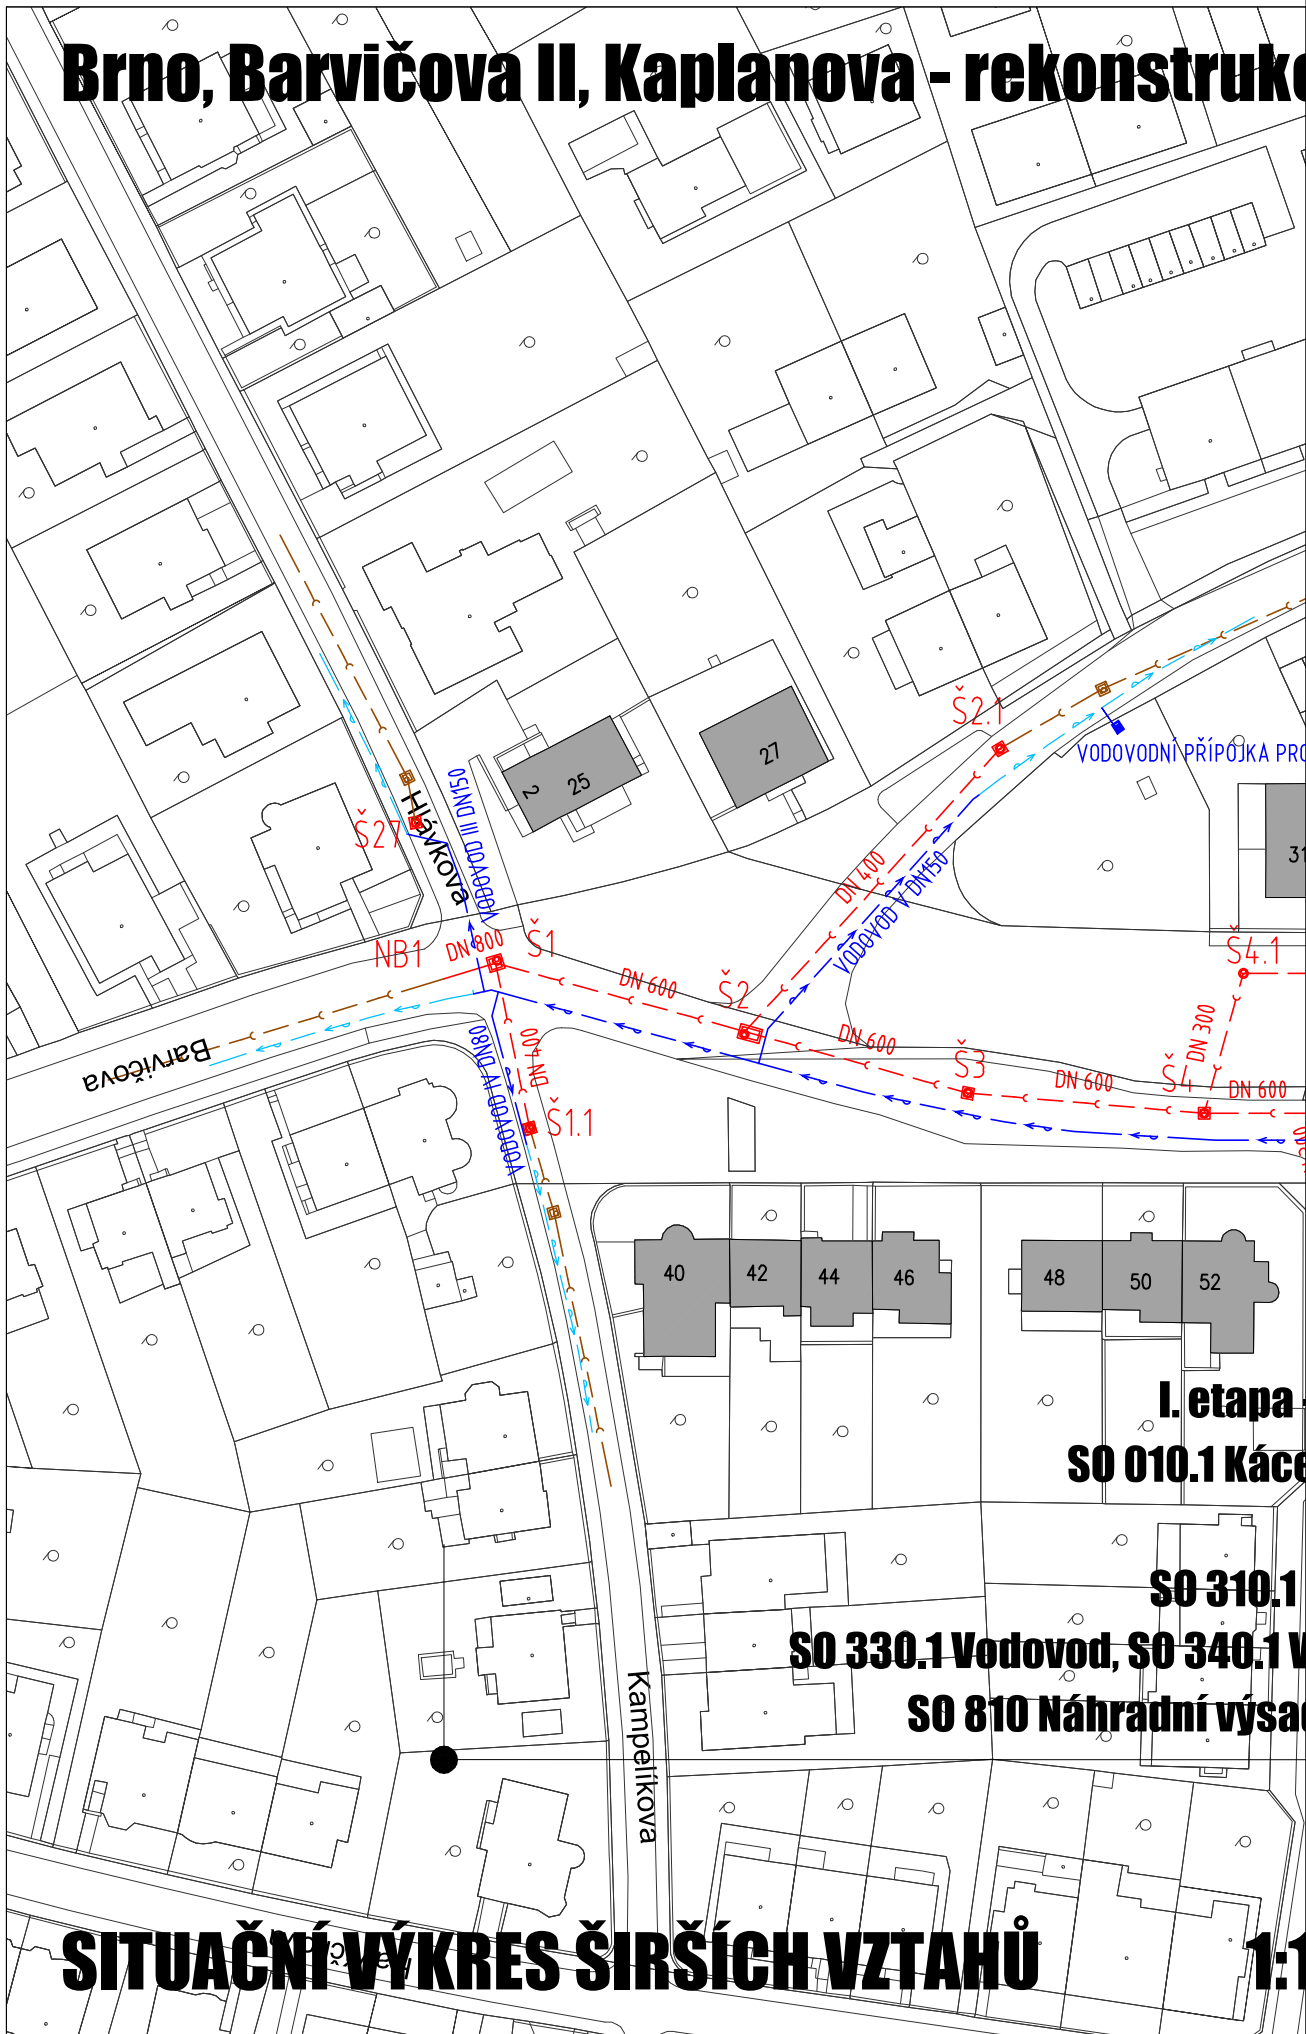 Brno, Barvičova II, Kaplanova - rekonstrukc
Š2.1
VODOVODNÍ PŘÍPOJKA PRO
27
2
25
31
Hlávkova
Š27
VODOVOD III DN150
DN 400
VODOVOD V DN150
NB1
DN 800
Š1
DN 600
Š2
DN 600
Š3
DN 600
Š4
DN 600
Š4.1
DN 300
Barvičova
VODOVOD IV DN80
DN 400
Š1.1
40
42
44
46
48
50
52
I. etapa -
SO 010.1 Káce
SO 310.1
SO 330.1 Vodovod, SO 340.1 V
SO 810 Náhradní výsad
Kampelíkova
SITUAČNÍ VÝKRES ŠIRŠÍCH VZTAHŮ
1:1